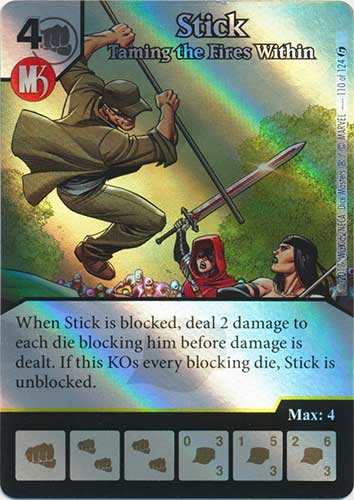 4
Stick
Taming the Fires Within
MK
110 of 124
MARVEL
When Stick is blocked, deal 2 damage to
each die blocking him before damage is
dealt. If this KOs every blocking die, Stick is
unblocked.
Max: 4
0 3
3
1 5
3
2 6
3